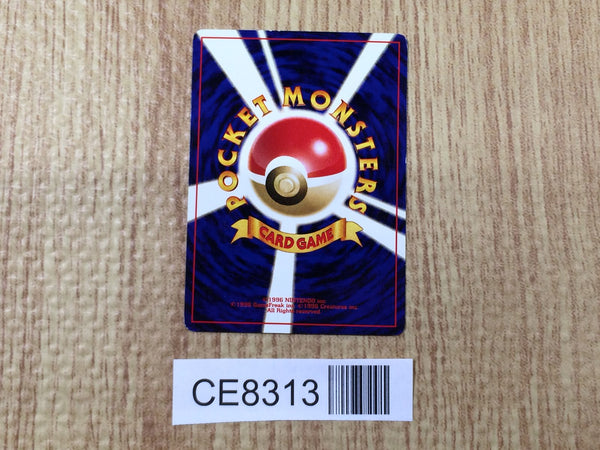 POCKET MONSTERS
CARD GAME
©1996 NINTENDO inc.
©1996 GameFreak inc. ©1996 Creatures inc.
All Rights reserved.
CE8313